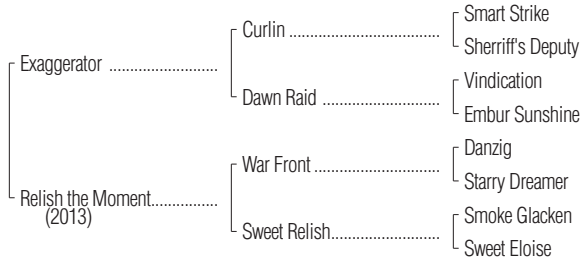 Smart Strike
Curlin ........................................
Sherriff's Deputy
Exaggerator .............................
Vindication
Dawn Raid ................................
Embur Sunshine
Danzig
War Front ..................................
Starry Dreamer
Relish the Moment..................
(2013)
Smoke Glacken
Sweet Relish.............................
Sweet Eloise